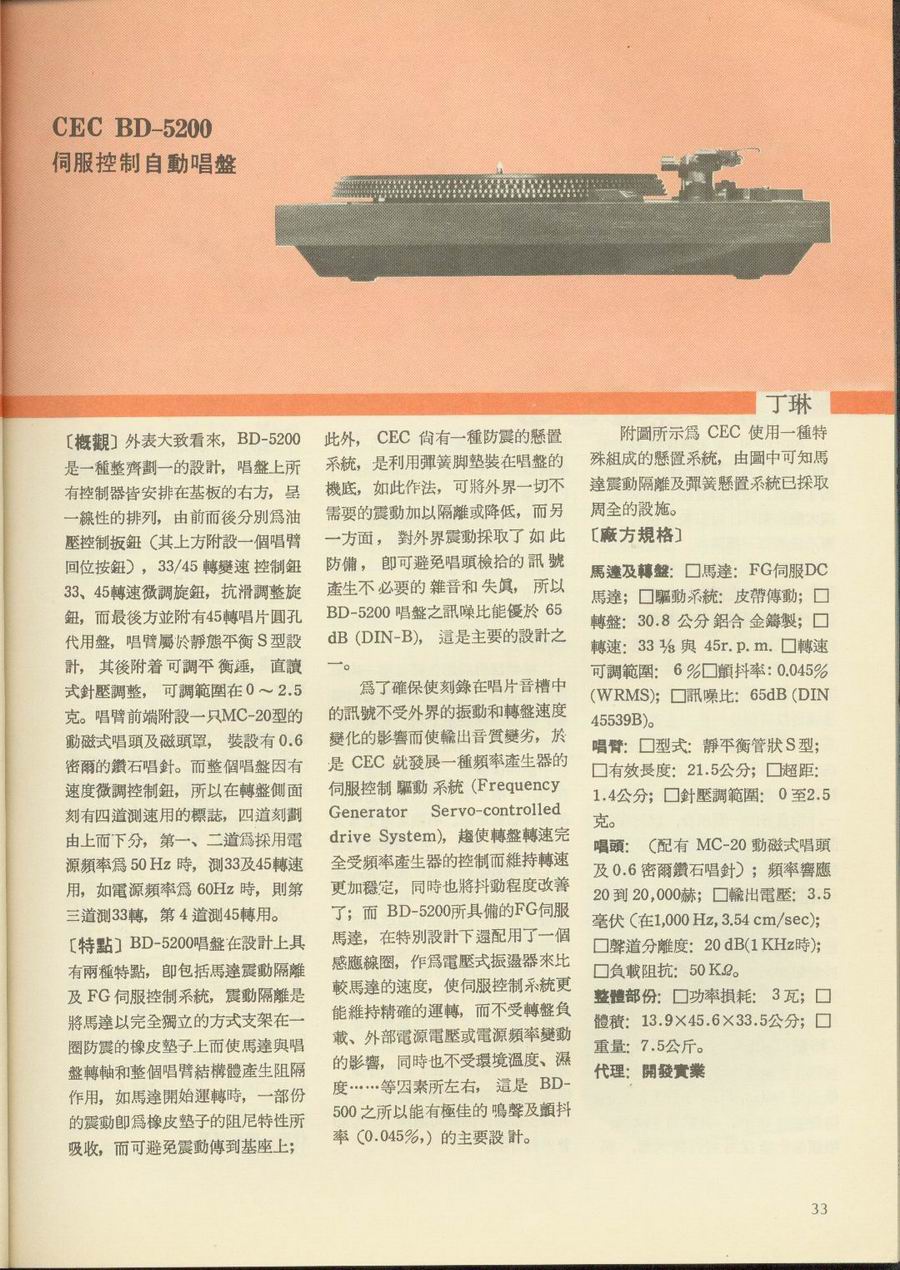 CEC BD-5200
伺服控制自動唱盤
丁琳
〔概觀〕外表大致看來，BD-5200
是一種整齊劃一的設計，唱盤上所
有控制器皆安排在基板的右方，呈
一線性的排列，由前而後分別爲油
壓控制扳鈕（其上方附設一個唱臂
回位按鈕），33/45 轉變速 控制鈕
33、45轉速微調旋鈕，抗滑調整旋
鈕，而最後方並附有45轉唱片圓孔
代用盤，唱臂屬於靜態平衡 S 型設
計，其後附着 可調平 衡錘，直讀
式針壓調整，可調範圍在 0 ～ 2.5
克。唱臂前端附設一只MC-20型的
動磁式唱頭及磁頭罩，裝設有 0.6
密爾的鑽石唱針。而整個唱盤因有
速度微調控制鈕，所以在轉盤側面
刻有四道測速用的標誌，四道刻劃
由上而下分，第一、二道爲採用電
源頻率爲 50 Hz 時，測33及45轉速
用，如電源頻率爲 60Hz 時，則第
三道測33轉，第 4 道測45轉用。
〔特點〕BD-5200唱盤在設計上具
有兩種特點，卽包括馬達震動隔離
及 FG 伺服控制系統，震動隔離是
將馬達以完全獨立的方式支架在一
圈防震的橡皮墊子上而使馬達與唱
盤轉軸和整個唱臂結構體產生阻隔
作用，如馬達開始運轉時，一部份
的震動卽爲橡皮墊子的阻尼特性所
吸收，而可避免震動傳到基座上；
此外，CEC 尙有一種防震的懸置
系統，是利用彈簧脚墊裝在唱盤的
機底，如此作法，可將外界一切不
需要的震動加以隔離或降低，而另
一方面，對外界震動採取了 如 此
防備，卽可避免唱頭檢拾的 訊 號
產生不 必要的 雜音和 失眞，所以
BD-5200 唱盤之訊噪比能優於 65
dB (DIN-B)，這是主要的設計之
一。
爲了確保使刻錄在唱片音槽中
的訊號不受外界的振動和轉盤速度
變化的影響而使輸出音質變劣，於
是 CEC 就發展一種頻率產生器的
伺服控制 驅動 系統 (Frequency
Generator Servo-controlled
drive System)，趨使轉盤轉速完
全受頻率產生器的控制而維持轉速
更加穩定，同時也將抖動程度改善
了；而 BD-5200所具備的FG伺服
馬達，在特別設計下還配用了一個
感應線圈，作爲電壓式振盪器來比
較馬達的速度，使伺服控制系統更
能維持精確的運轉，而不受轉盤負
載、外部電源電壓或電源頻率變動
的影響，同時也不受環境溫度、濕
度⋯⋯等因素所左右，這是 BD-
500 之所以能有極佳的 鳴聲及顫抖
率（0.045%,）的主要設 計。
附圖所示爲 CEC 使用一種特
殊組成的懸置系統，由圖中可知馬
達震動隔離及彈簧懸置系統已採取
周全的設施。
〔廠方規格〕
馬達及轉盤：□馬達：FG伺服DC
馬達；□驅動系統：皮帶傳動；□
轉盤：30.8 公分 鋁合 金鑄製；□
轉速：33 ⅓ 與 45r. p. m. □轉速
可調範圍：6 %□顫抖率：0.045%
(WRMS)；□訊噪比：65dB (DIN
45539B)。
唱臂：□型式：靜平衡管狀 S 型；
□有效長度：21.5公分；□超距：
1.4公分；□針壓調範圍：0 至2.5
克。
唱頭：（配有 MC-20 動磁式唱頭
及 0.6 密爾鑽石唱針）；頻率響應
20 到 20,000赫；□輸出電壓：3.5
毫伏（在1,000 Hz, 3.54 cm/sec)；
□聲道分離度：20 dB(1 KHz時)；
□負載阻抗：50 KΩ。
整體部份：□功率損耗：3 瓦；□
體積：13.9×45.6×33.5公分；□
重量：7.5公斤。
代理：開發實業
33